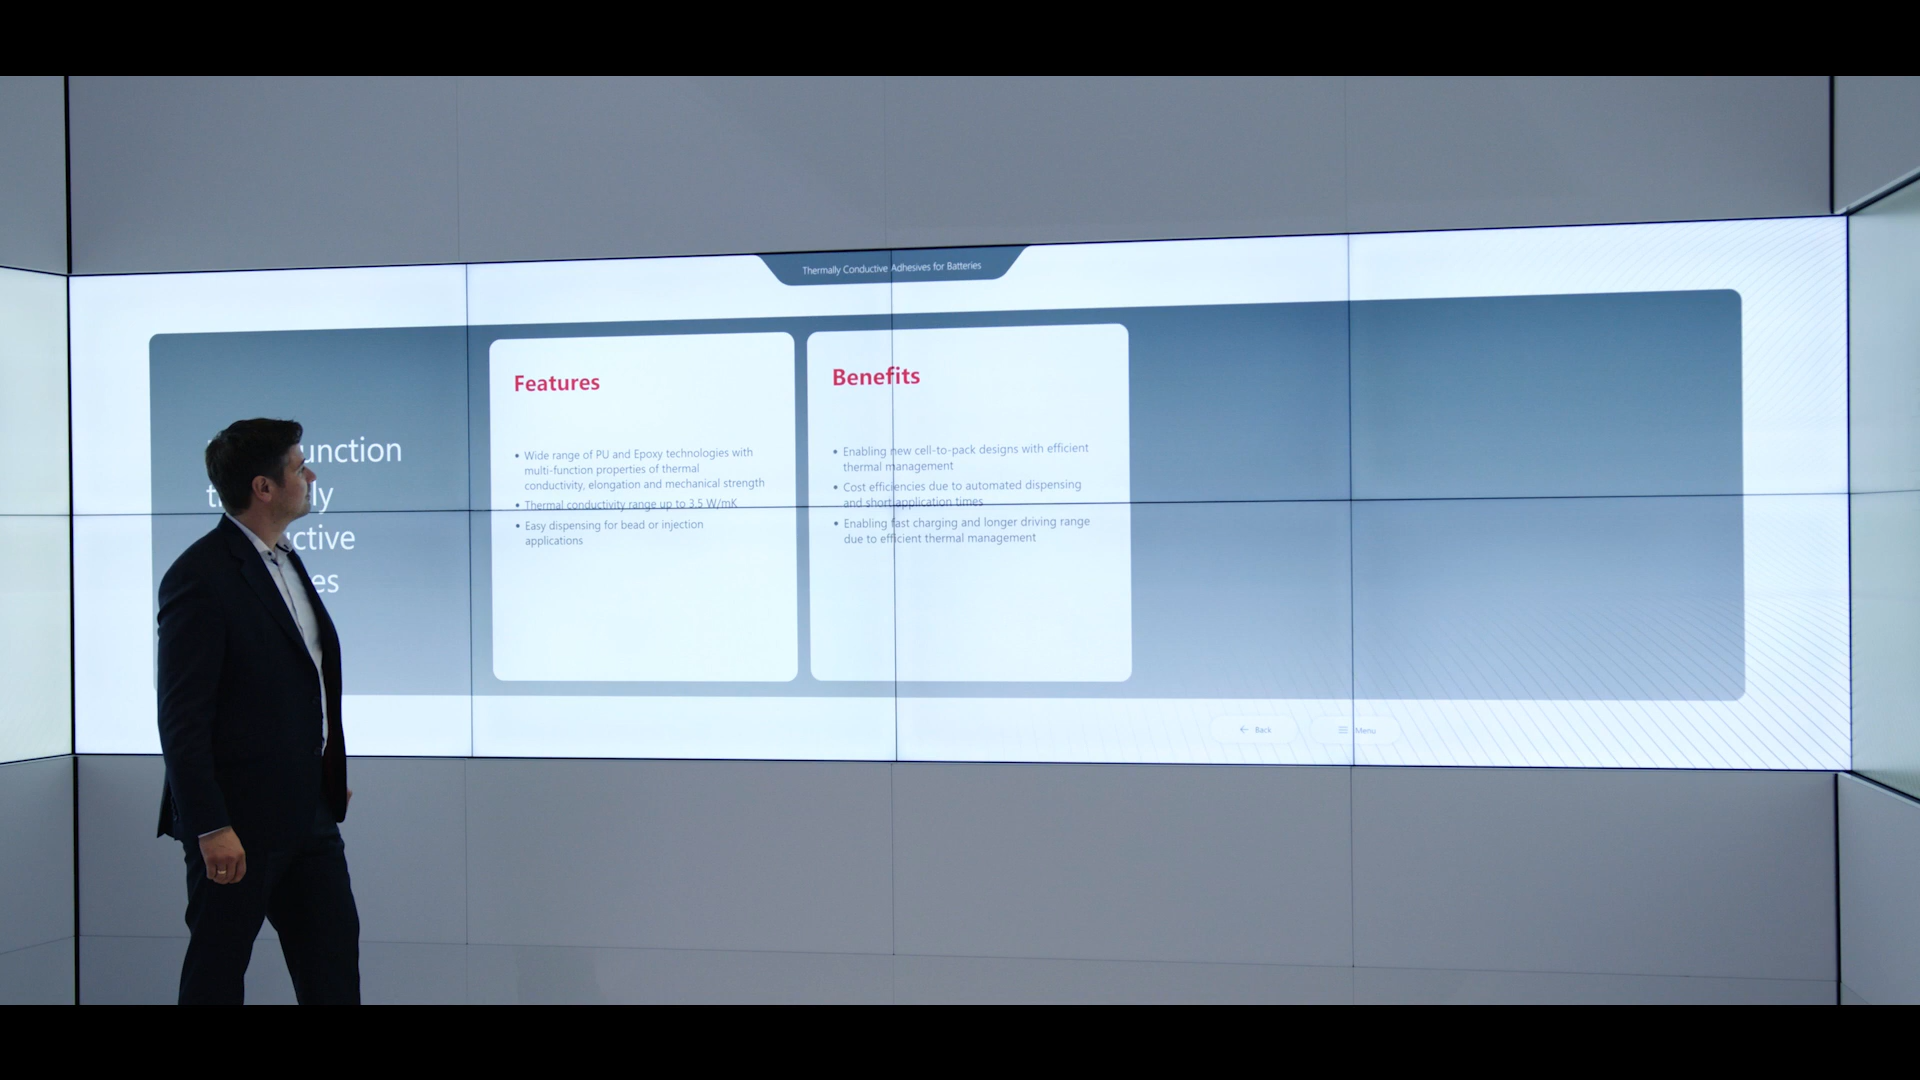 Thermally Conductive Adhesives for Batteries
unction
ly
ctive
es
Features
• Wide range of PU and Epoxy technologies with
multi-function properties of thermal
conductivity, elongation and mechanical strength
• Thermal conductivity range up to 3.5 W/mK
• Easy dispensing for bead or injection
applications
Benefits
• Enabling new cell-to-pack designs with efficient
thermal management
• Cost efficiencies due to automated dispensing
and short application times
• Enabling fast charging and longer driving range
due to efficient thermal management
Back
Menu